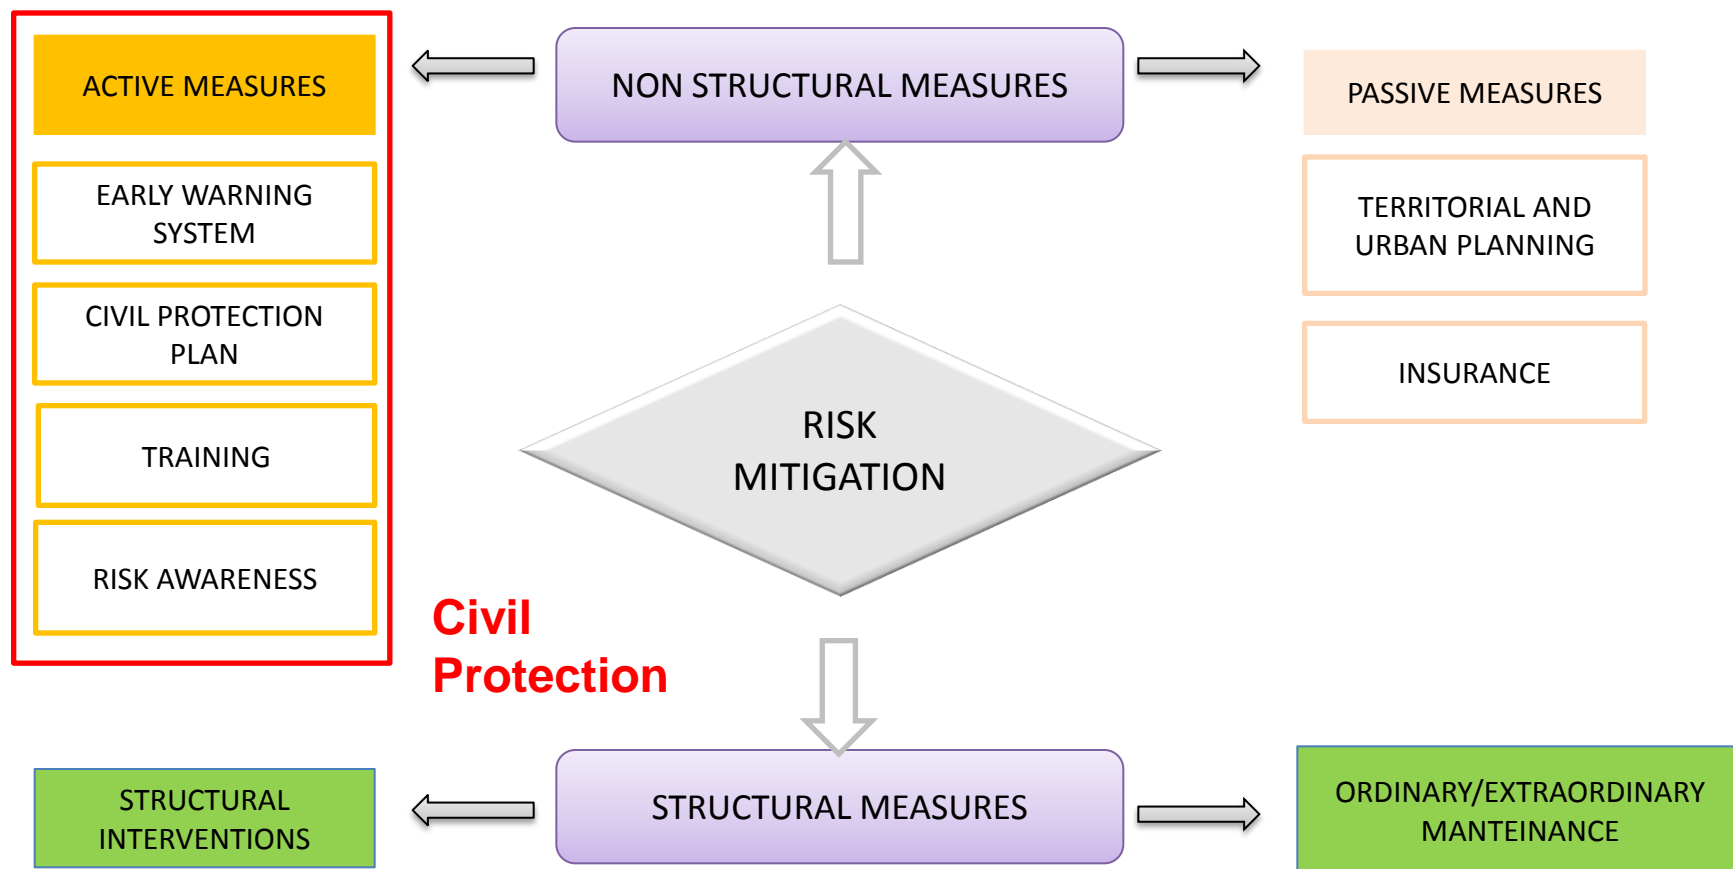 ACTIVE MEASURES
NON STRUCTURAL MEASURES
PASSIVE MEASURES
EARLY WARNING
SYSTEM
CIVIL PROTECTION
PLAN
TRAINING
RISK AWARENESS
TERRITORIAL AND
URBAN PLANNING
INSURANCE
RISK
MITIGATION
Civil
Protection
STRUCTURAL
INTERVENTIONS
STRUCTURAL MEASURES
ORDINARY/EXTRAORDINARY
MANTEINANCE